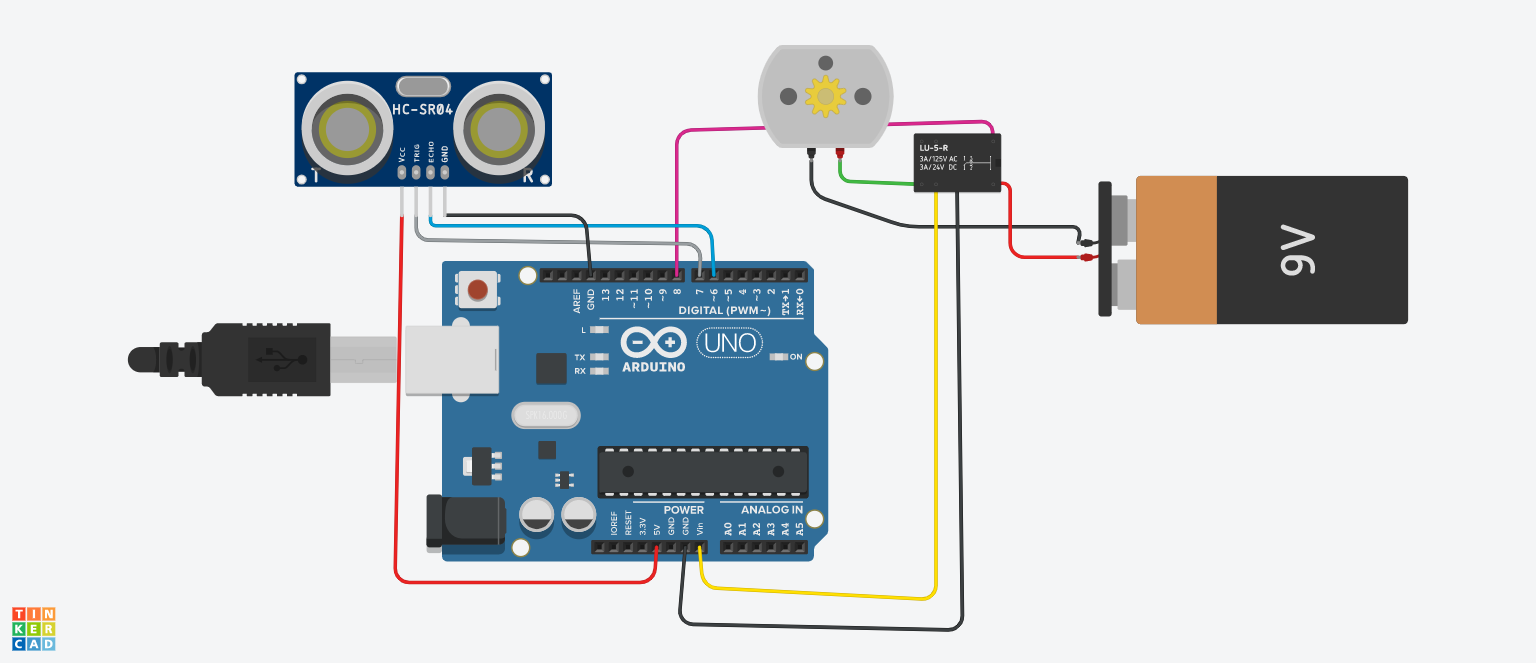 HC-SR04
VCC
TRIG
ECHO
GND
T
R
LU-5-R
3A/125V AC
3A/24V DC
9V
AREF
GND
13
12
~11
~10
~9
8
7
~6
~5
4
~3
2
TX→1
RX←0
DIGITAL (PWM~)
L
TX
RX
ARDUINO
UNO
ON
POWER
ANALOG IN
IOREF
RESET
3.3V
5V
GND
GND
Vin
A0
A1
A2
A3
A4
A5
TIN
KER
CAD